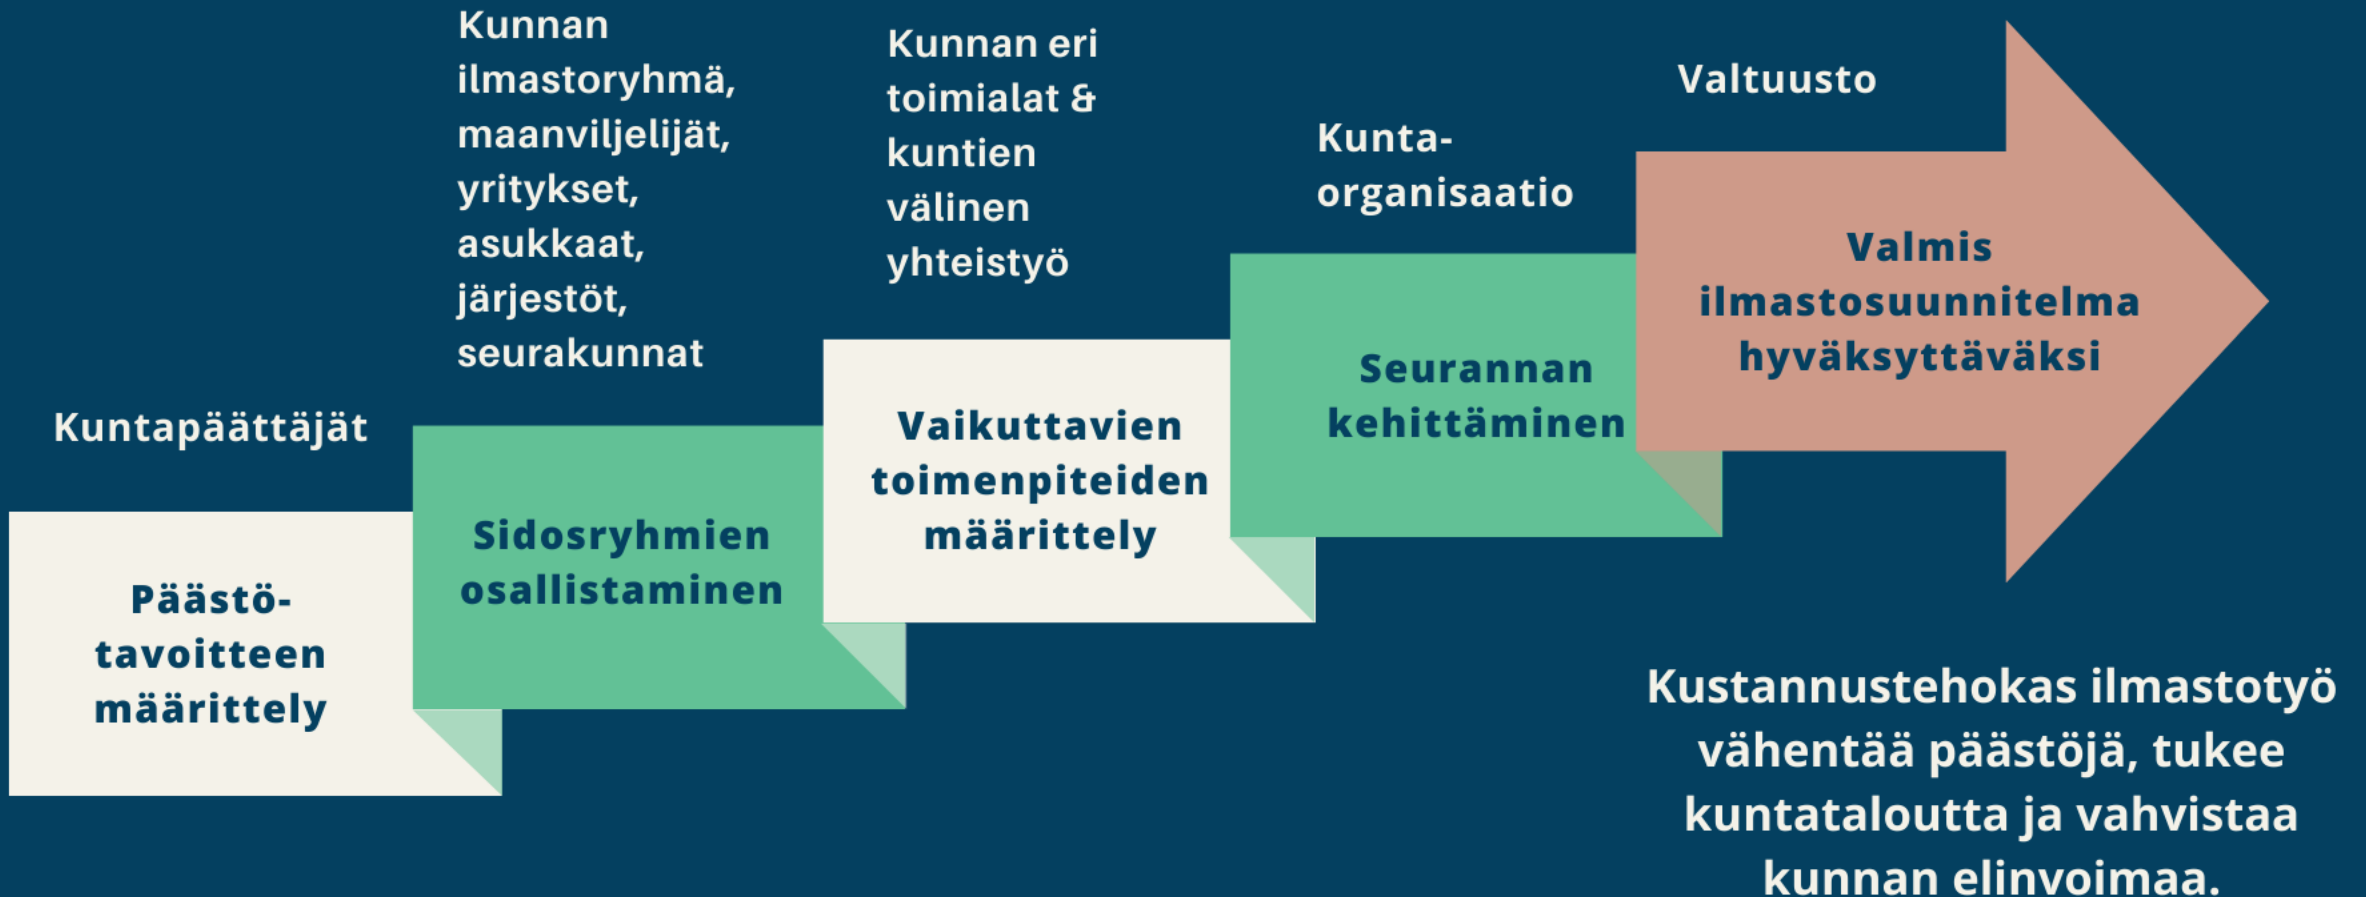 Kuntapäättäjät
Päästö-
tavoitteen
määrittely
Kunnan
ilmastoryhmä,
maanviljelijät,
yritykset,
asukkaat,
järjestöt,
seurakunnat
Sidosryhmien
osallistaminen
Kunnan eri
toimialat &
kuntien
välinen
yhteistyö
Vaikuttavien
toimenpiteiden
määrittely
Kunta-
organisaatio
Seurannan
kehittäminen
Valtuusto
Valmis
ilmastosuunnitelma
hyväksyttäväksi
Kustannustehokas ilmastotyö
vähentää päästöjä, tukee
kuntataloutta ja vahvistaa
kunnan elinvoimaa.